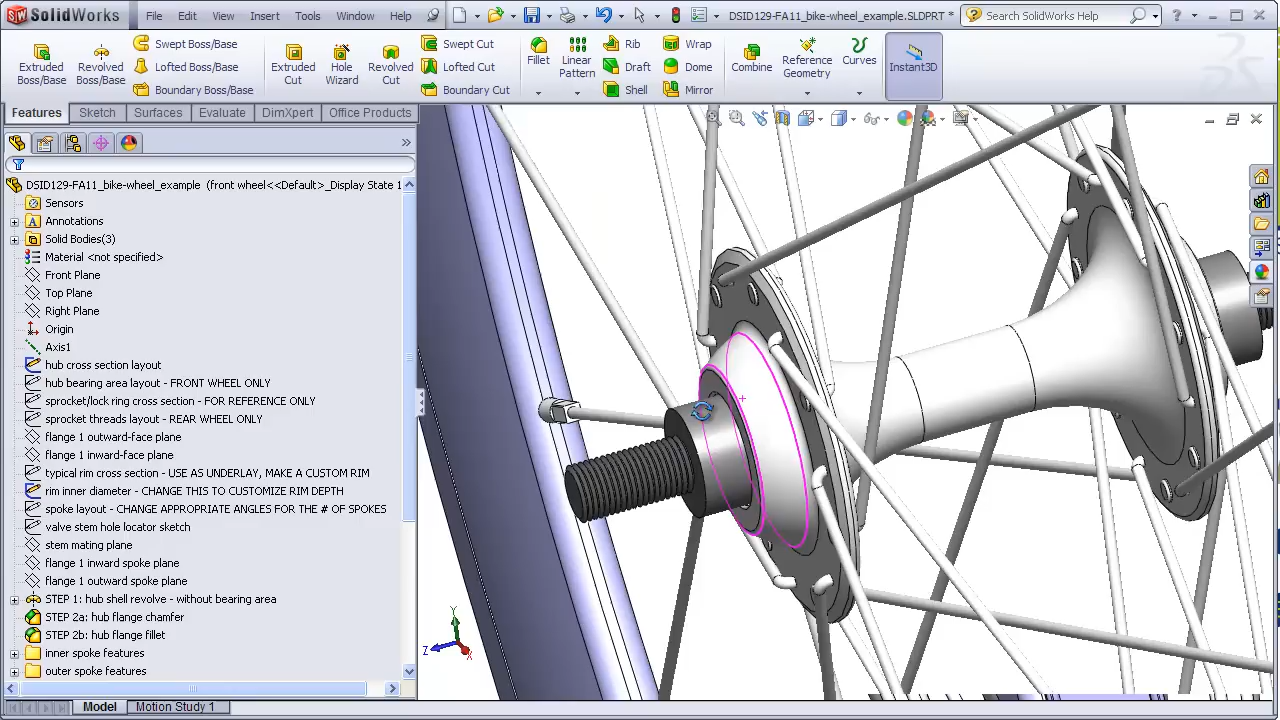 SolidWorks File Edit View Insert Tools Window Help DSID129-FA11_bike-wheel_example.SLDPRT * Search SolidWorks Help
Extruded Boss/Base
Revolved Boss/Base
Swept Boss/Base
Lofted Boss/Base
Boundary Boss/Base
Extruded Cut
Hole Wizard
Revolved Cut
Swept Cut
Lofted Cut
Boundary Cut
Fillet
Linear Pattern
Rib
Draft
Shell
Wrap
Dome
Mirror
Combine
Reference Geometry
Curves
Instant3D
Features Sketch Surfaces Evaluate DimXpert Office Products
DSID129-FA11_bike-wheel_example (front wheel<<Default>_Display State 1
Sensors
Annotations
Solid Bodies(3)
Material <not specified>
Front Plane
Top Plane
Right Plane
Origin
Axis1
hub cross section layout
hub bearing area layout - FRONT WHEEL ONLY
sprocket/lock ring cross section - FOR REFERENCE ONLY
sprocket threads layout - REAR WHEEL ONLY
flange 1 outward-face plane
flange 1 inward-face plane
typical rim cross section - USE AS UNDERLAY, MAKE A CUSTOM RIM
rim inner diameter - CHANGE THIS TO CUSTOMIZE RIM DEPTH
spoke layout - CHANGE APPROPRIATE ANGLES FOR THE # OF SPOKES
valve stem hole locator sketch
stem mating plane
flange 1 inward spoke plane
flange 1 outward spoke plane
STEP 1: hub shell revolve - without bearing area
STEP 2a: hub flange chamfer
STEP 2b: hub flange fillet
inner spoke features
outer spoke features
Y
Z
X
Model Motion Study 1